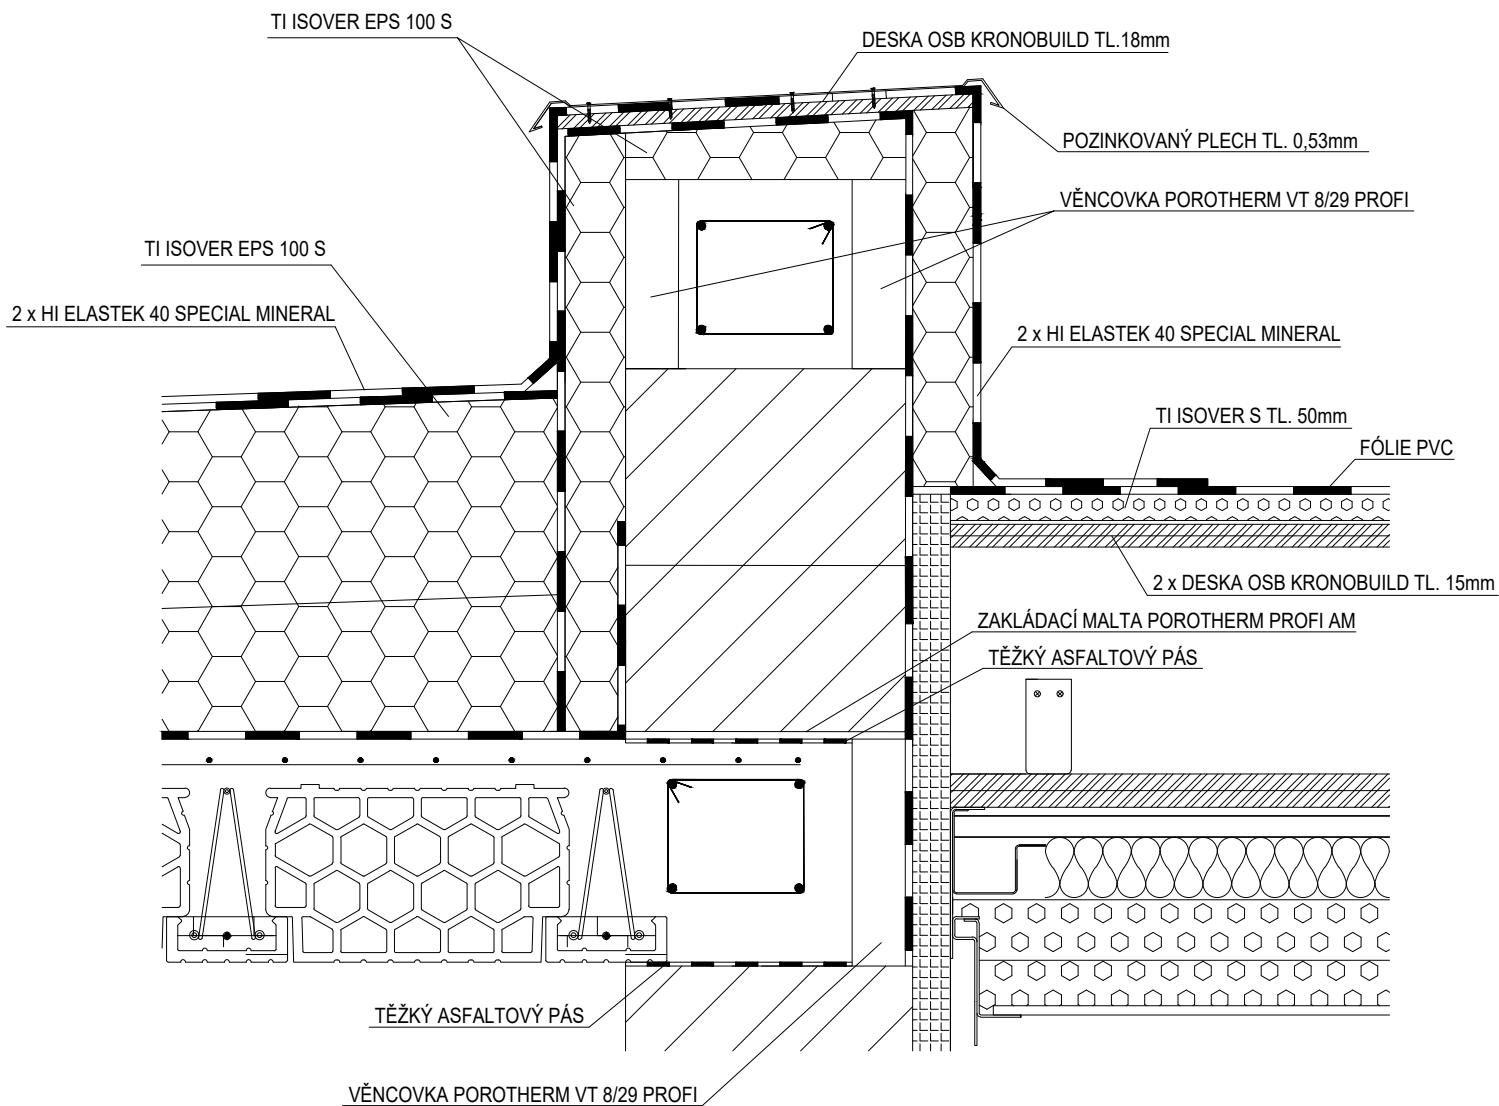 TI ISOVER EPS 100 S
DESKA OSB KRONOBUILD TL.18mm
POZINKOVANÝ PLECH TL. 0,53mm
VĚNCOVKA POROTHERM VT 8/29 PROFI
TI ISOVER EPS 100 S
2 x HI ELASTEK 40 SPECIAL MINERAL
2 x HI ELASTEK 40 SPECIAL MINERAL
TI ISOVER S TL. 50mm
FÓLIE PVC
2 x DESKA OSB KRONOBUILD TL. 15mm
ZAKLÁDACÍ MALTA POROTHERM PROFI AM
TĚŽKÝ ASFALTOVÝ PÁS
TĚŽKÝ ASFALTOVÝ PÁS
VĚNCOVKA POROTHERM VT 8/29 PROFI